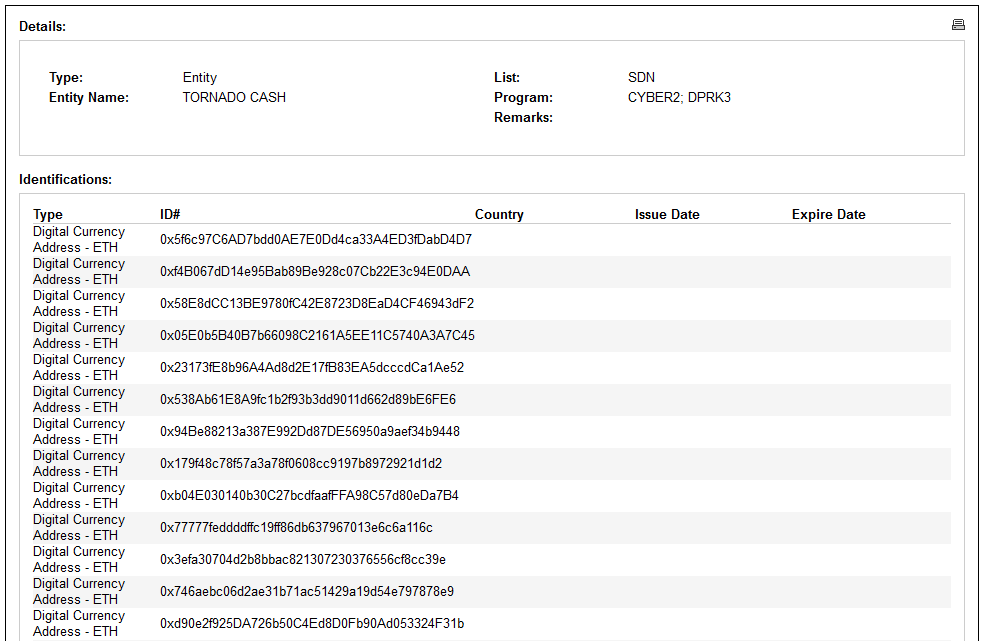 Details:
Type: Entity List: SDN
Entity Name: TORNADO CASH Program: CYBER2; DPRK3
Remarks:
Identifications:
Type ID# Country Issue Date Expire Date
Digital Currency
Address - ETH 0x5f6c97C6AD7bdd0AE7E0Dd4ca33A4ED3fDabD4D7
Digital Currency
Address - ETH 0xf4B067dD14e95Bab89Be928c07Cb22E3c94E0DAA
Digital Currency
Address - ETH 0x58E8dCC13BE9780fC42E8723D8EaD4CF46943dF2
Digital Currency
Address - ETH 0x05E0b5B40B7b66098C2161A5EE11C5740A3A7C45
Digital Currency
Address - ETH 0x23173fE8b96A4Ad8d2E17fB83EA5dcccdCa1Ae52
Digital Currency
Address - ETH 0x538Ab61E8A9fc1b2f93b3dd9011d662d89bE6FE6
Digital Currency
Address - ETH 0x94Be88213a387E992Dd87DE56950a9aef34b9448
Digital Currency
Address - ETH 0x179f48c78f57a3a78f0608cc9197b8972921d1d2
Digital Currency
Address - ETH 0xb04E030140b30C27bcdfaafFFA98C57d80eDa7B4
Digital Currency
Address - ETH 0x77777feddddffc19ff86db637967013e6c6a116c
Digital Currency
Address - ETH 0x3efa30704d2b8bbac821307230376556cf8cc39e
Digital Currency
Address - ETH 0x746aebc06d2ae31b71ac51429a19d54e797878e9
Digital Currency
Address - ETH 0xd90e2f925DA726b50C4Ed8D0Fb90Ad053324F31b